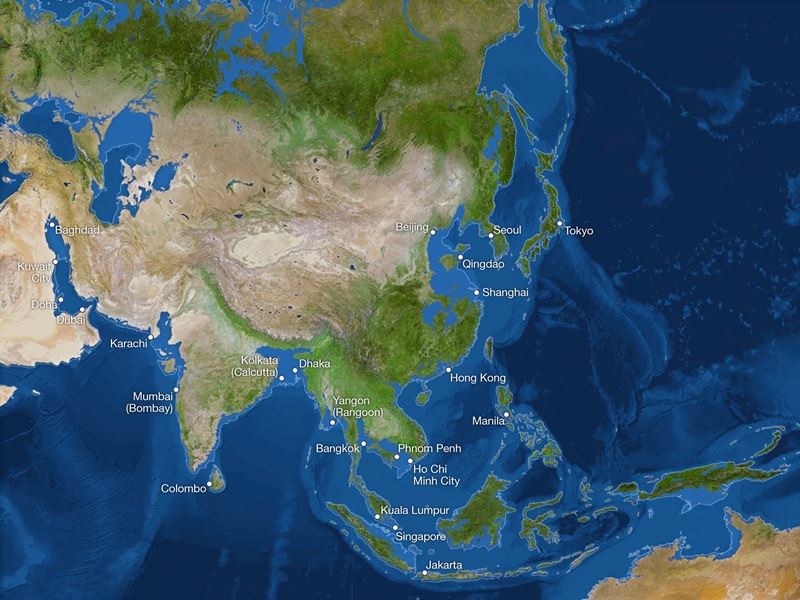 Baghdad
Beijing
Seoul
Tokyo
Kuwait
City
Qingdao
Doha
Shanghai
Dubai
Karachi
Kolkata
(Calcutta)
Dhaka
Hong Kong
Mumbai
(Bombay)
Yangon
(Rangoon)
Manila
Bangkok
Phnom Penh
Ho Chi
Minh City
Colombo
Kuala Lumpur
Singapore
Jakarta